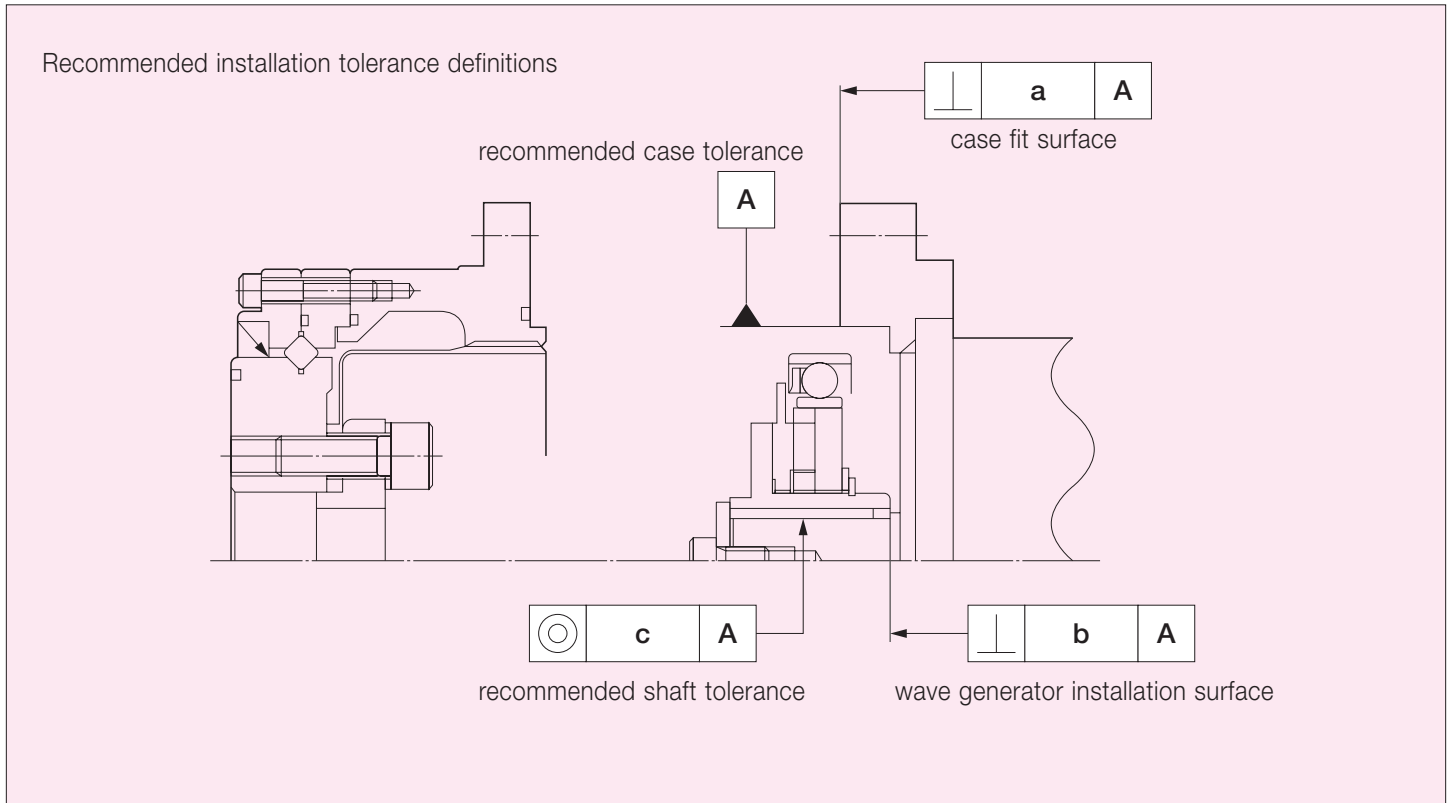 Recommended installation tolerance definitions
a A
case fit surface
recommended case tolerance
A
c A
recommended shaft tolerance
b A
wave generator installation surface